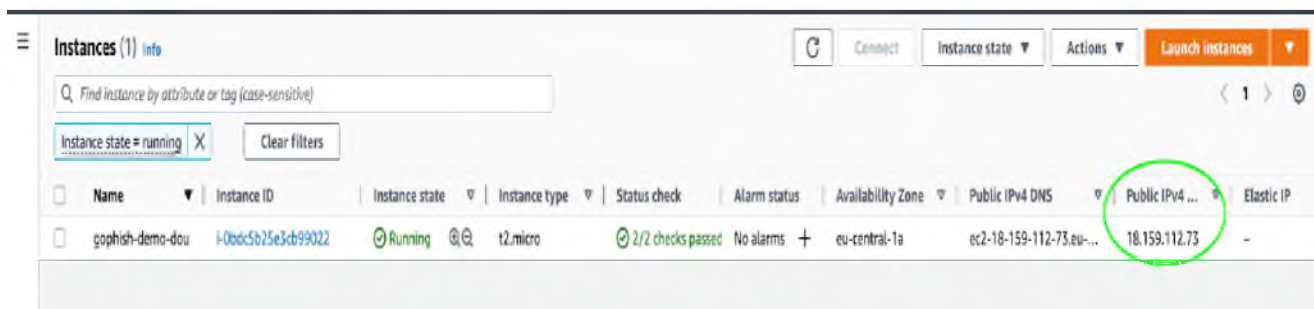 Instances (1) Info
Connect Instance state Actions Launch instances
Find instance by attribute or tag (case-sensitive)
1
Instance state = running X Clear filters
Name Instance ID Instance state Instance type Status check Alarm status Availability Zone Public IPv4 DNS Public IPv4 ... Elastic IP
gophish-demo-dou i-0bdc5b25e3cb99022 Running t2.micro 2/2 checks passed No alarms + eu-central-1a ec2-18-159-112-73.eu-... 18.159.112.73 –